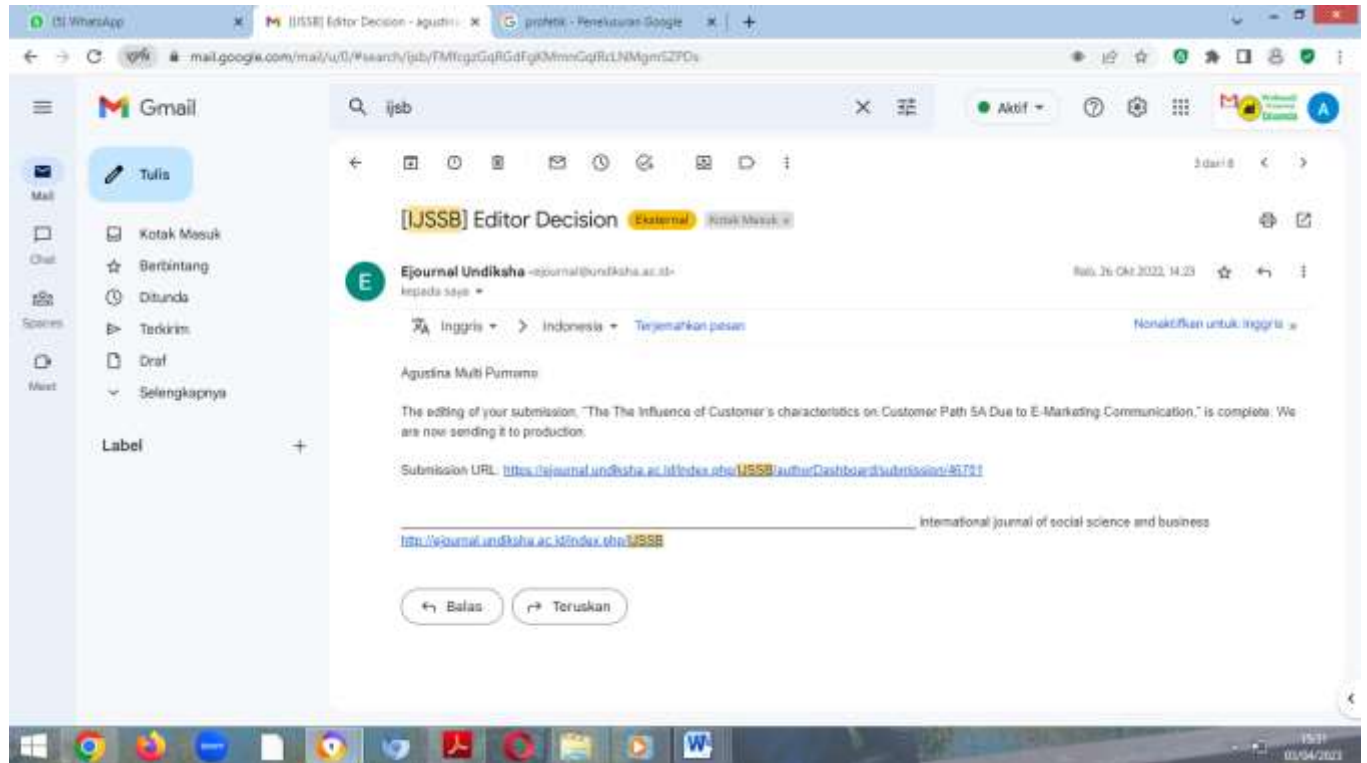 (5) WhatsApp
[IJSSB] Editor Decision - agustin
profetik - Penelusuran Google
mail.google.com/mail/u/0/#search/ijsb/
Gmail
ijsb
Aktif
A
Mail
Tulis
3 dari 8
Chat
Kotak Masuk
[IJSSB] Editor Decision Eksternal Kotak Masuk x
Berbintang
E
Ejournal Undiksha <ejournal@undiksha.ac.id>
Rab, 26 Okt 2022, 14.23
kepada saya
Spaces
Ditunda
Terkirim
Inggris > Indonesia Terjemahkan pesan
Nonaktifkan untuk: Inggris x
Meet
Draf
Selengkapnya
Agustina Multi Purnomo:
The editing of your submission, "The The Influence of Customer's characteristics on Customer Path 5A Due to E-Marketing Communication," is complete. We
are now sending it to production.
Label +
Submission URL: https://ejournal.undiksha.ac.id/index.php/IJSSB/authorDashboard/submission/46781
International journal of social science and business
http://ejournal.undiksha.ac.id/index.php/IJSSB
Balas
Teruskan
15:31
03/04/2023